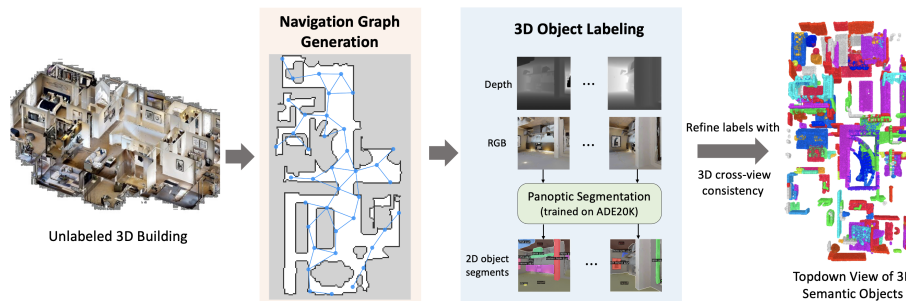 Navigation Graph
Generation
3D Object Labeling
Depth
...
RGB
...
Panoptic Segmentation
(trained on ADE20K)
2D object
segments
...
Unlabeled 3D Building
Refine labels with
3D cross-view
consistency
Topdown View of 3D
Semantic Objects